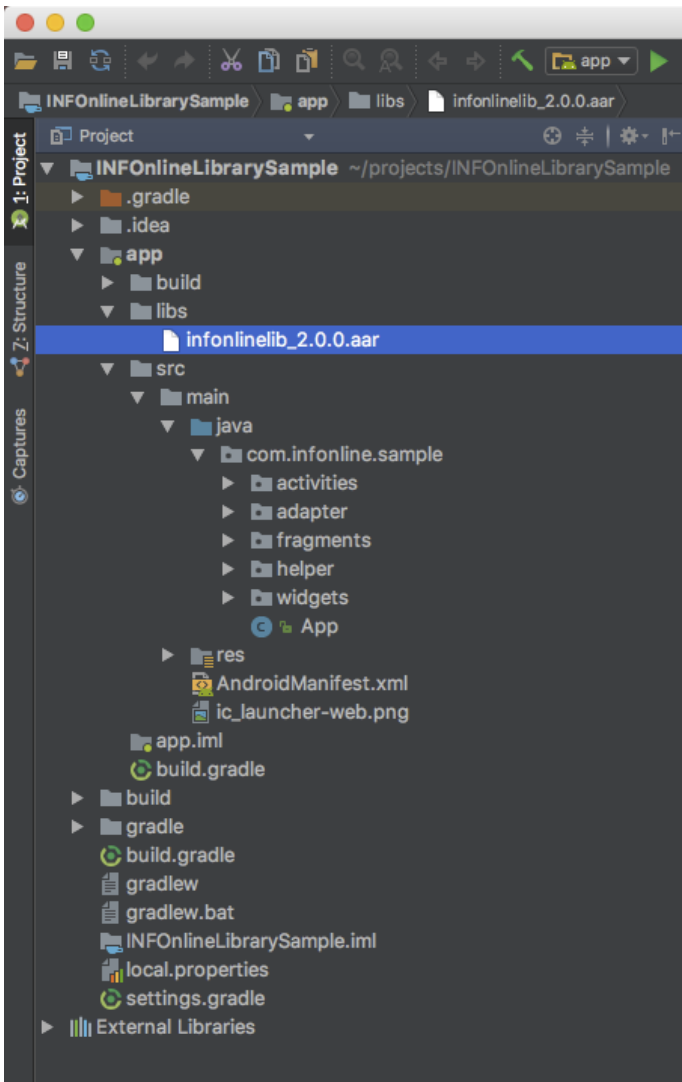 app
INFOnlineLibrarySample app libs infonlinelib_2.0.0.aar
Project
1: Project
Z: Structure
Captures
INFOnlineLibrarySample ~/projects/INFOnlineLibrarySample
.gradle
.idea
app
build
libs
infonlinelib_2.0.0.aar
src
main
java
com.infonline.sample
activities
adapter
fragments
helper
widgets
App
res
AndroidManifest.xml
ic_launcher-web.png
app.iml
build.gradle
build
gradle
build.gradle
gradlew
gradlew.bat
INFOnlineLibrarySample.iml
local.properties
settings.gradle
External Libraries